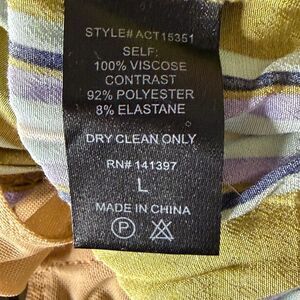 STYLE# ACT15351
SELF:
100% VISCOSE
CONTRAST
92% POLYESTER
8% ELASTANE
DRY CLEAN ONLY
RN# 141397
L
MADE IN CHINA
P